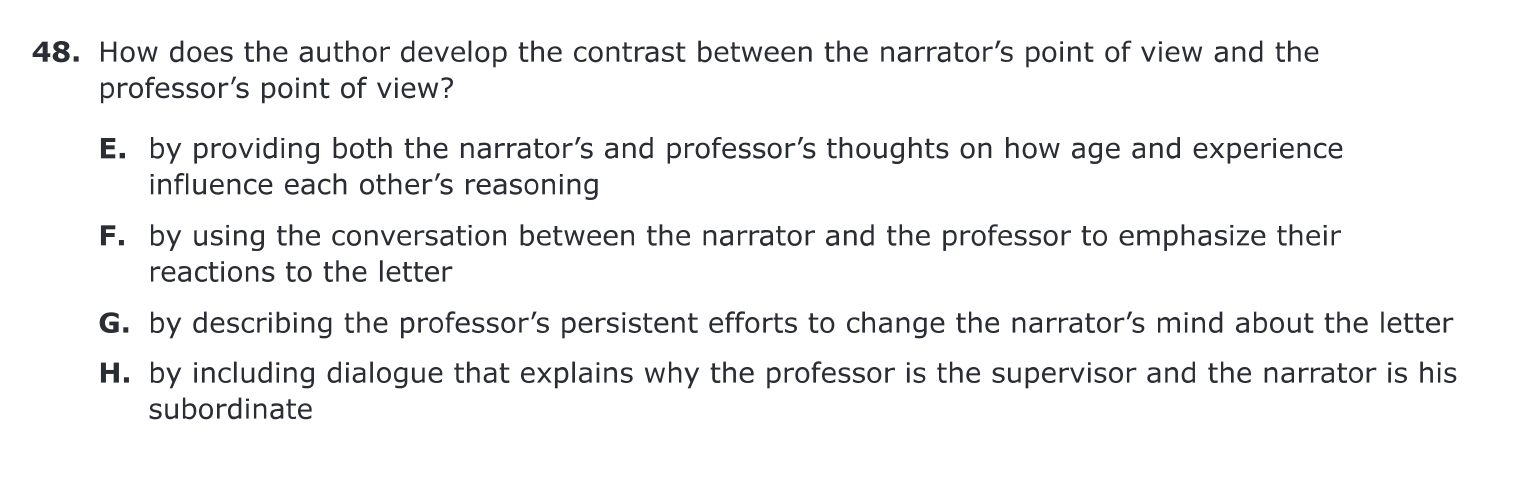 48. How does the author develop the contrast between the narrator’s point of view and the
professor’s point of view?
E. by providing both the narrator’s and professor’s thoughts on how age and experience
influence each other’s reasoning
F. by using the conversation between the narrator and the professor to emphasize their
reactions to the letter
G. by describing the professor’s persistent efforts to change the narrator’s mind about the letter
H. by including dialogue that explains why the professor is the supervisor and the narrator is his
subordinate